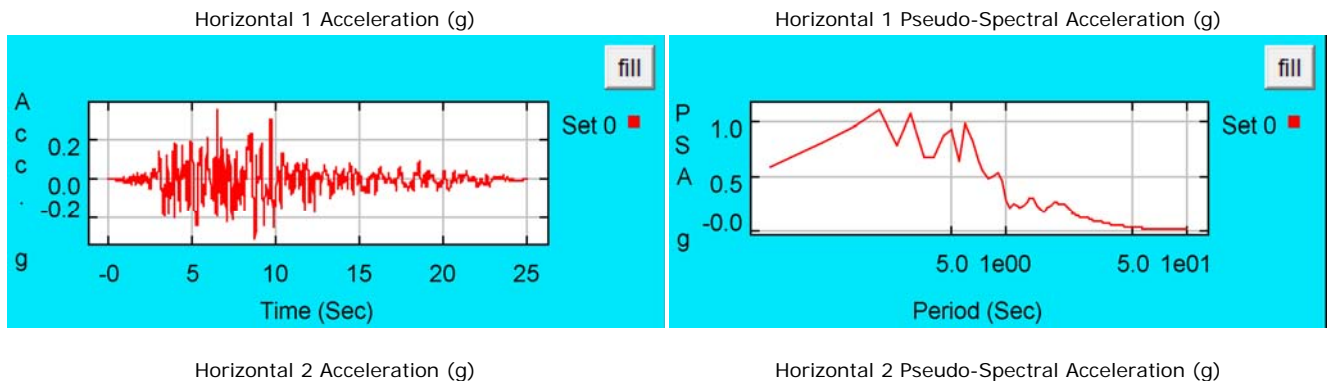 Horizontal 1 Acceleration (g)
Horizontal 1 Pseudo-Spectral Acceleration (g)
fill
A
c
c
.
g
0.2
0.0
-0.2
Set 0
-0 5 10 15 20 25
Time (Sec)
fill
P
S
A
g
1.0
0.5
-0.0
Set 0
5.0 1e00 5.0 1e01
Period (Sec)
Horizontal 2 Acceleration (g)
Horizontal 2 Pseudo-Spectral Acceleration (g)